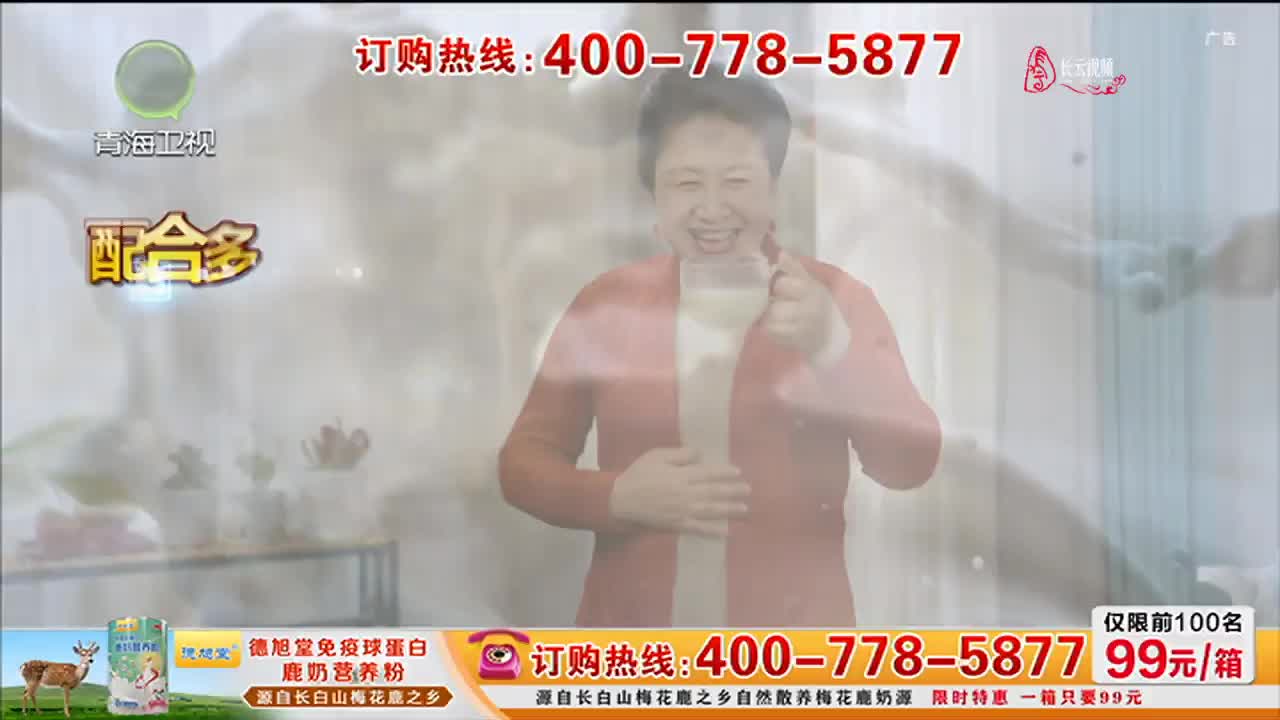 订购热线:400-778-5877
广告
长云视频
青海卫视
配合多
仅限前100名
99元/箱
德旭堂
德旭堂免疫球蛋白
鹿奶营养粉
源自长白山梅花鹿之乡
订购热线:400-778-5877
源自长白山梅花鹿之乡自然散养梅花鹿奶源 限时特惠 一箱只要99元